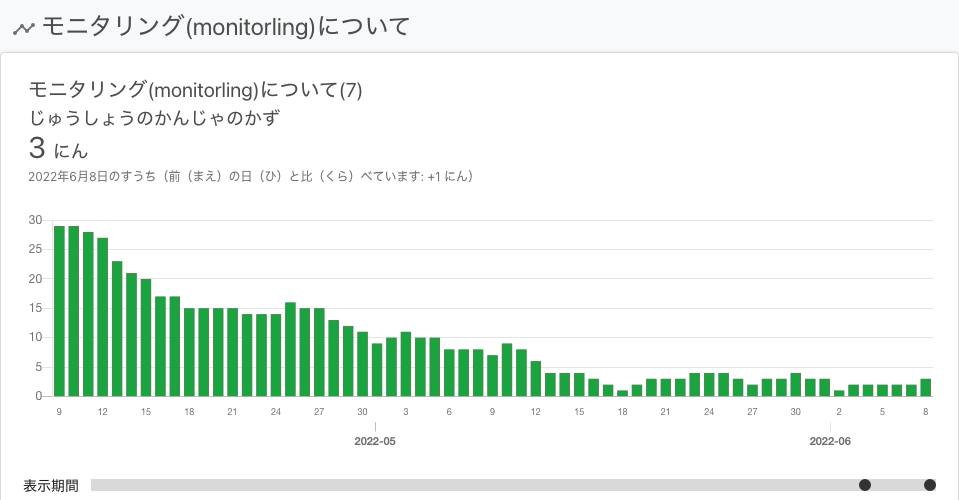 モニタリング(monitorling)について
モニタリング(monitorling)について(7)
じゅうしょうのかんじゃのかず
3 にん
2022年6月8日のすうち（前（まえ）の日（ひ）と比（くら）べています: +1 にん）
30
25
20
15
10
5
0
9 12 15 18 21 24 27 30 3 6 9 12 15 18 21 24 27 30 2 5 8
2022-05 2022-06
表示期間